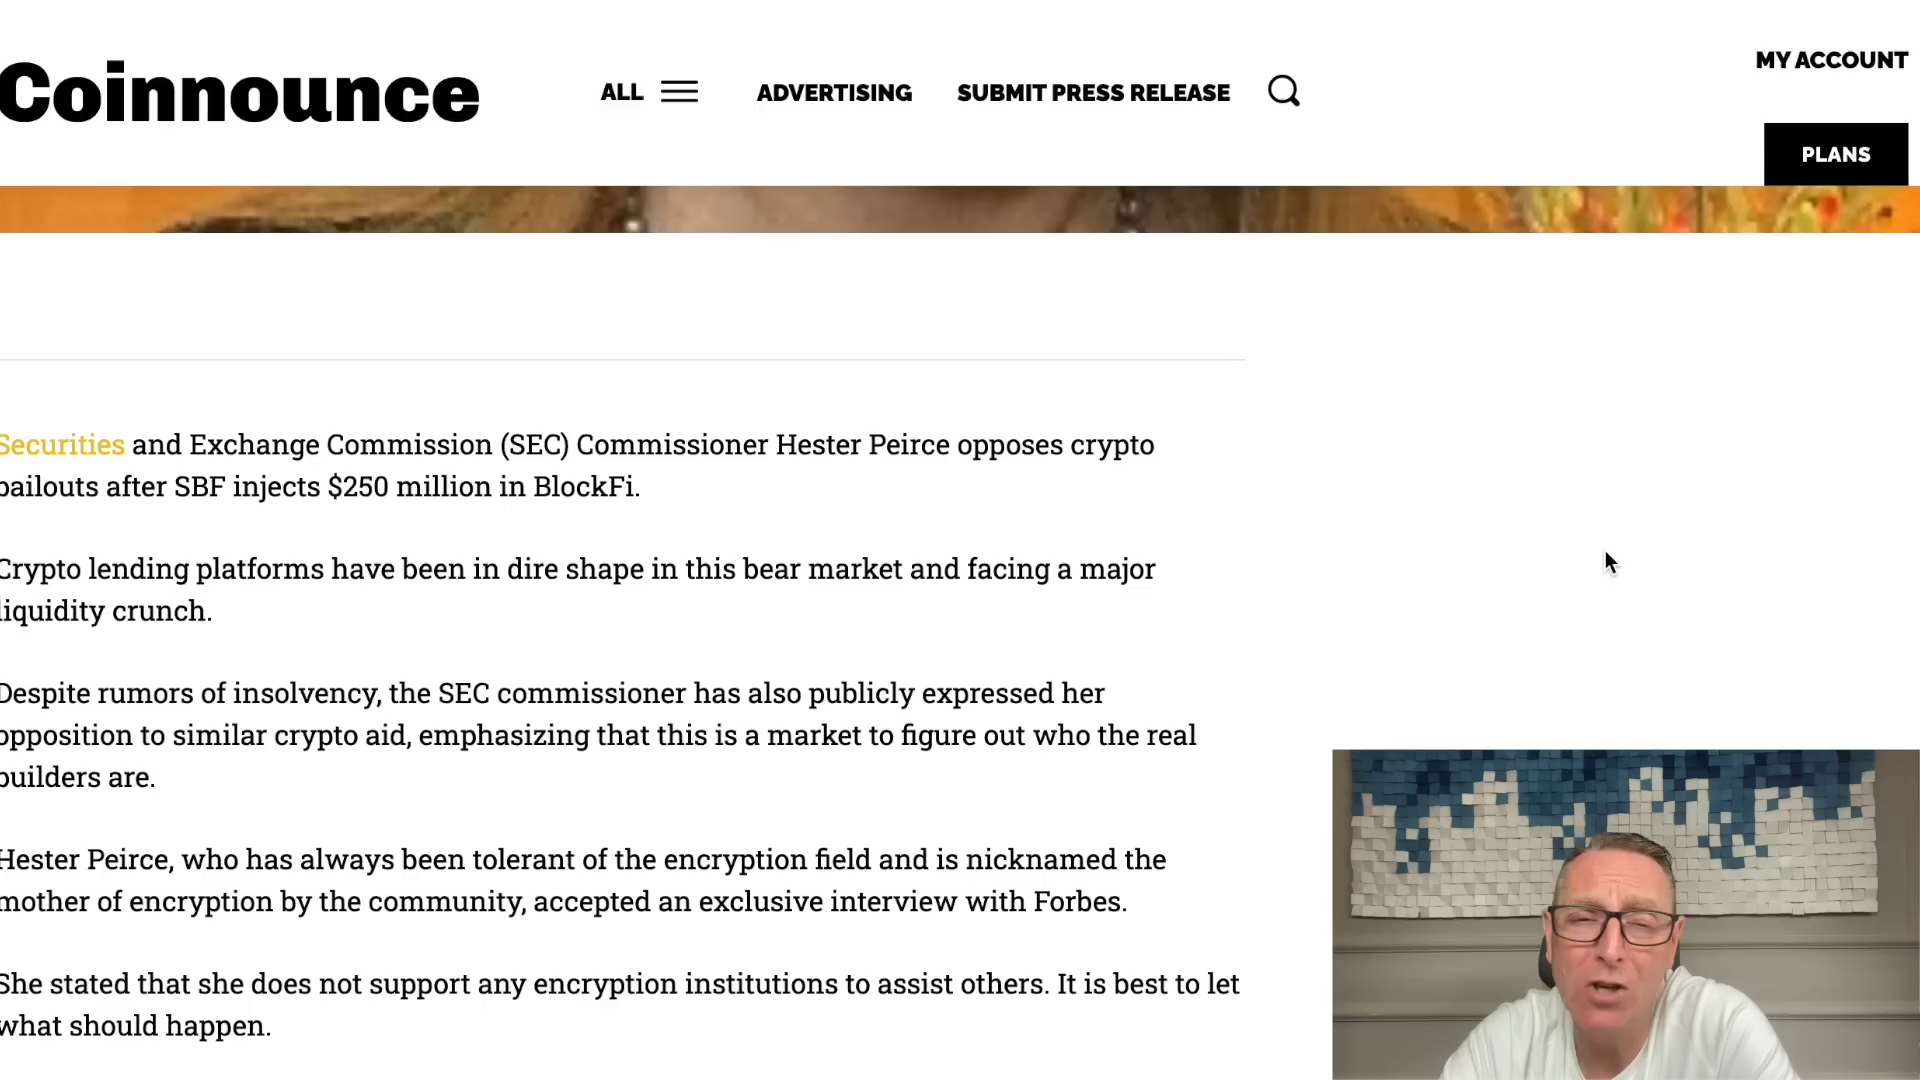 Coinnounce
ALL
ADVERTISING
SUBMIT PRESS RELEASE
MY ACCOUNT
PLANS
Securities and Exchange Commission (SEC) Commissioner Hester Peirce opposes crypto
bailouts after SBF injects $250 million in BlockFi.
Crypto lending platforms have been in dire shape in this bear market and facing a major
liquidity crunch.
Despite rumors of insolvency, the SEC commissioner has also publicly expressed her
opposition to similar crypto aid, emphasizing that this is a market to figure out who the real
builders are.
Hester Peirce, who has always been tolerant of the encryption field and is nicknamed the
mother of encryption by the community, accepted an exclusive interview with Forbes.
She stated that she does not support any encryption institutions to assist others. It is best to let
what should happen.